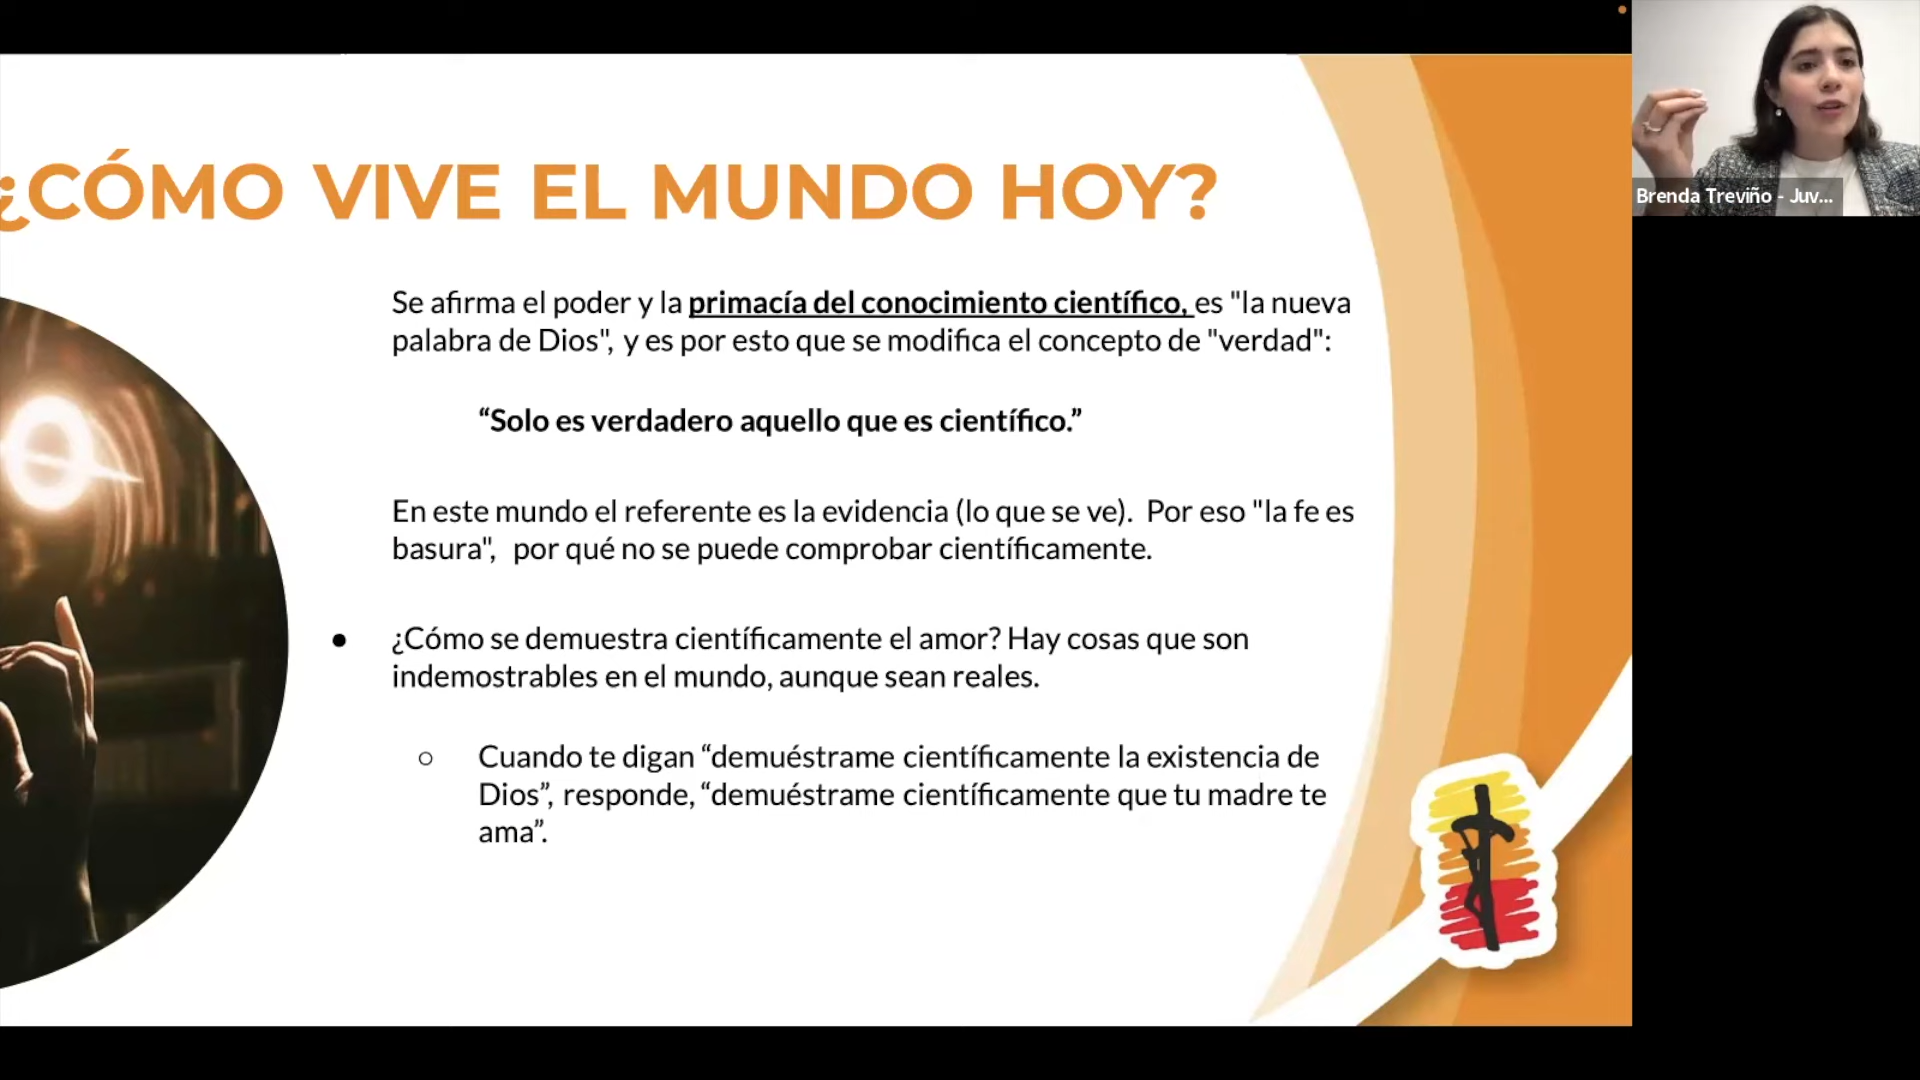 ¿CÓMO VIVE EL MUNDO HOY?
Se afirma el poder y la primacía del conocimiento científico, es "la nueva
palabra de Dios", y es por esto que se modifica el concepto de "verdad":
“Solo es verdadero aquello que es científico.”
En este mundo el referente es la evidencia (lo que se ve). Por eso "la fe es
basura", por qué no se puede comprobar científicamente.
● ¿Cómo se demuestra científicamente el amor? Hay cosas que son
indemostrables en el mundo, aunque sean reales.
○ Cuando te digan “demuéstrame científicamente la existencia de
Dios”, responde, “demuéstrame científicamente que tu madre te
ama”.
Brenda Treviño - Juv...